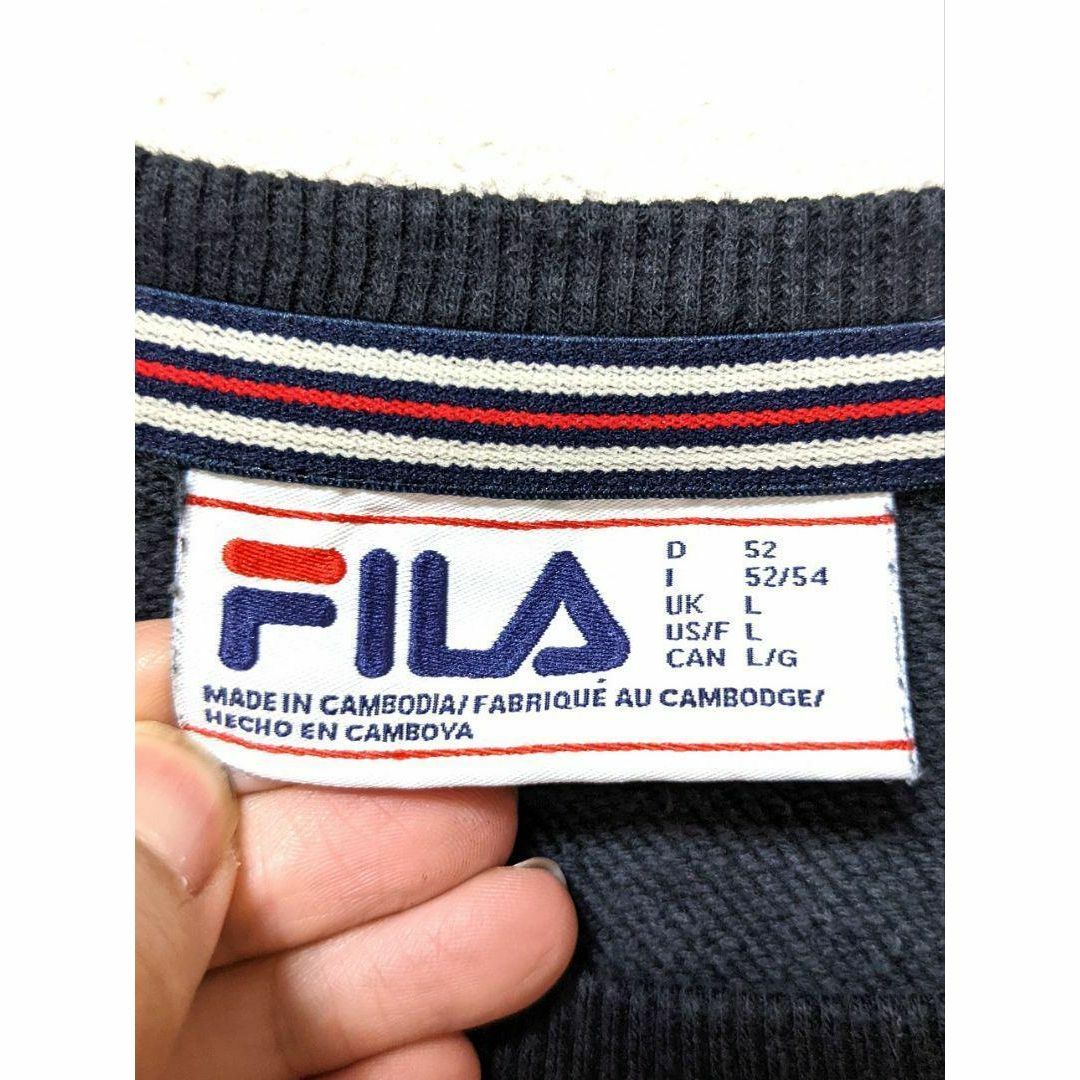 FILA
D 52
I 52/54
UK L
US/F L
CAN L/G
MADE IN CAMBODIA/ FABRIQUÉ AU CAMBODGE/
HECHO EN CAMBOYA